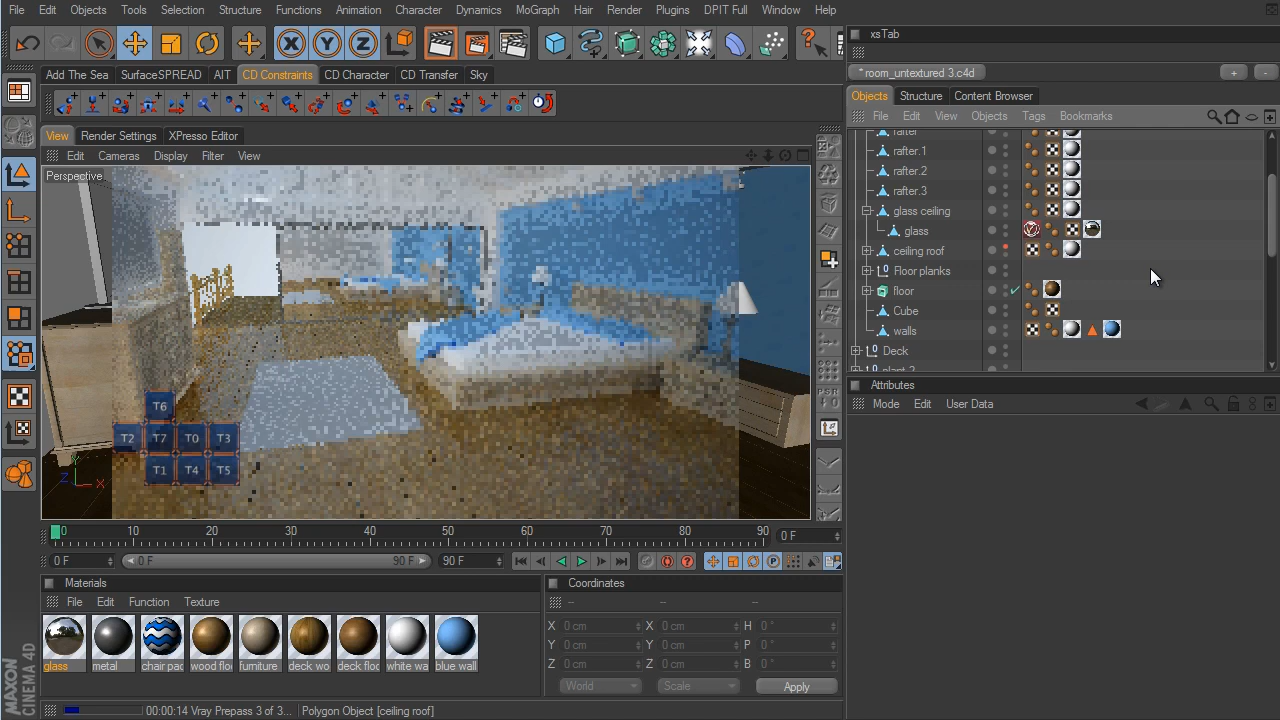 File Edit Objects Tools Selection Structure Functions Animation Character Dynamics MoGraph Hair Render Plugins DPIT Full Window Help
xsTab
* room_untextured 3.c4d
+ -
Add The Sea SurfaceSPREAD AIT CD Constraints CD Character CD Transfer Sky
Objects Structure Content Browser
File Edit View Objects Tags Bookmarks
View Render Settings XPresso Editor
Edit Cameras Display Filter View
Perspective
rafter
rafter.1
rafter.2
rafter.3
glass ceiling
glass
ceiling roof
Floor planks
floor
Cube
walls
Deck
plant 2
Attributes
Mode Edit User Data
T6
T2 T7 T0 T3
T1 T4 T5
Y
Z X
0 10 20 30 40 50 60 70 80 90 0 F
0 F 0 F 90 F 90 F
Materials
File Edit Function Texture
glass metal chair pac wood floo furniture deck wo deck floo white wa blue wall
Coordinates
-- -- --
X 0 cm X 0 cm H 0 °
Y 0 cm Y 0 cm P 0 °
Z 0 cm Z 0 cm B 0 °
World Scale Apply
MAXON
CINEMA 4D
00:00:14 Vray Prepass 3 of 3... Polygon Object [ceiling roof]